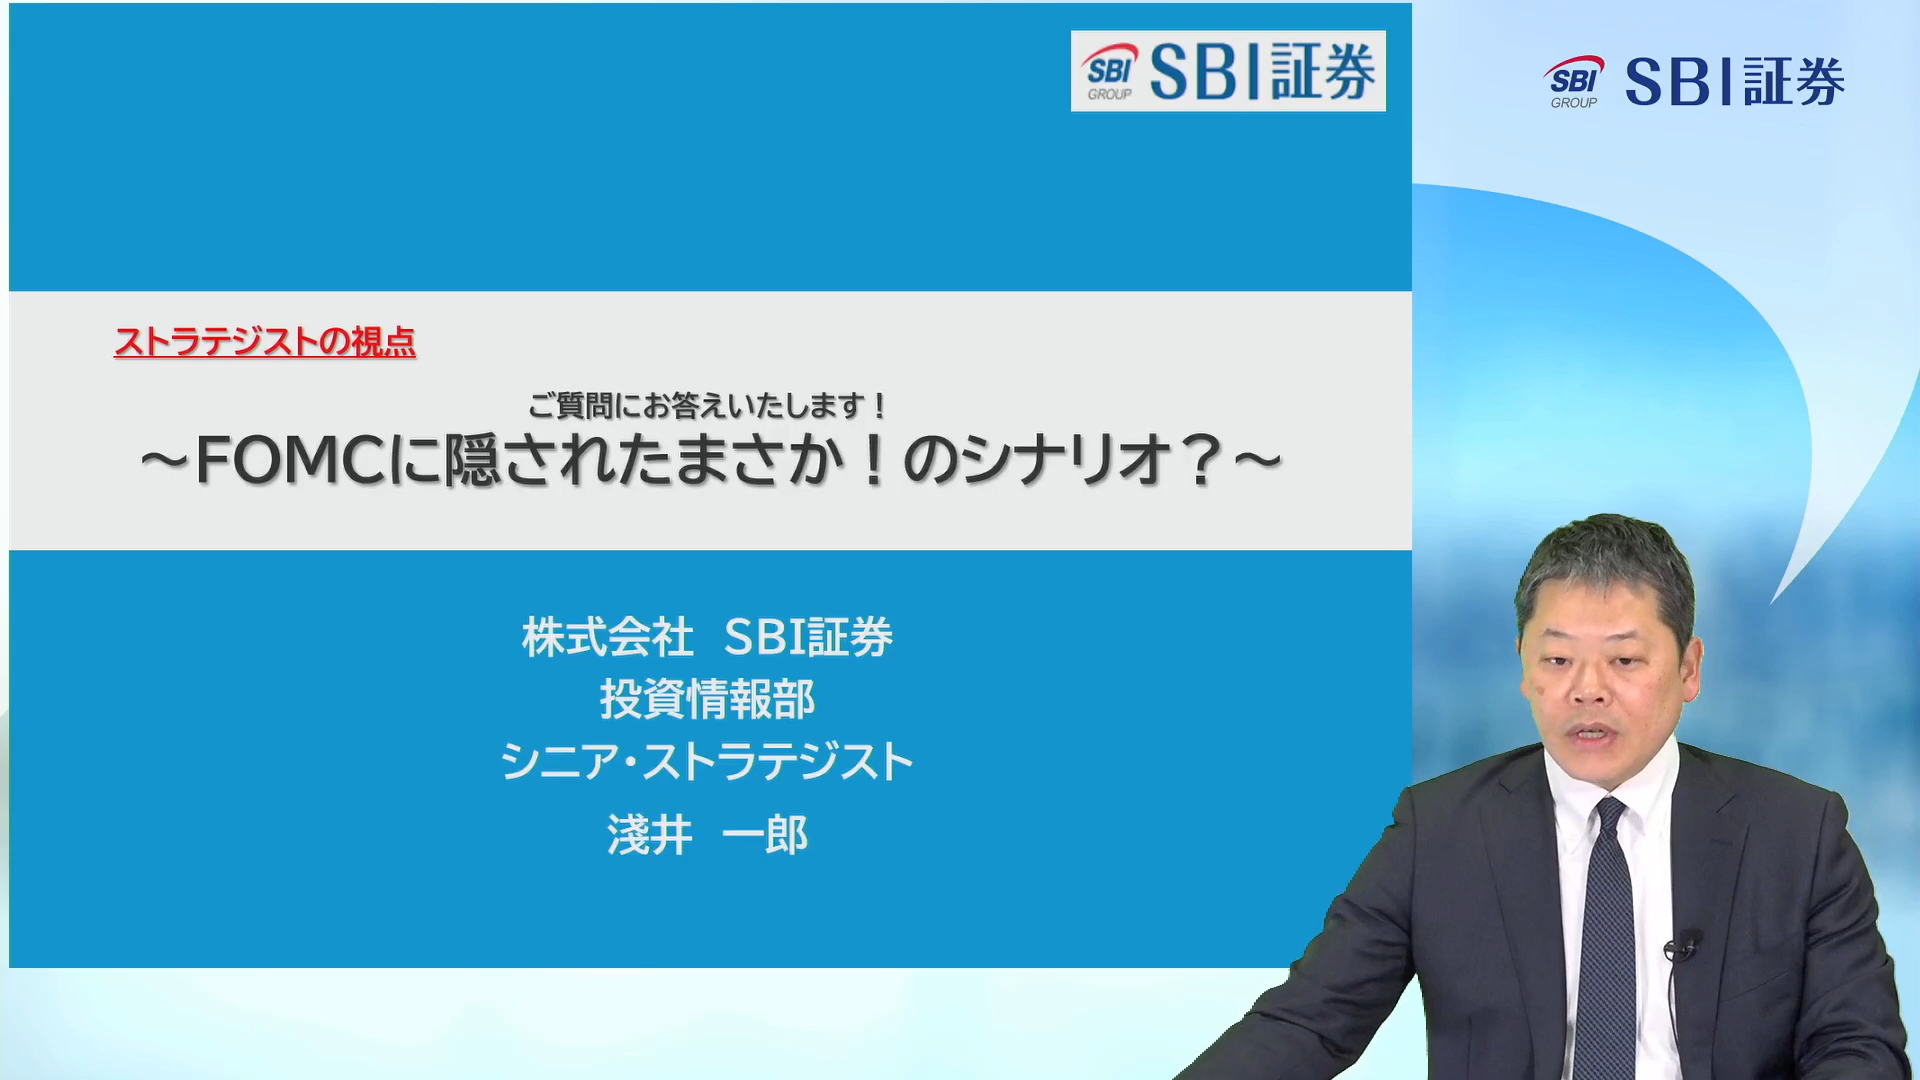 SBI GROUP SBI証券
SBI GROUP SBI証券
ストラテジストの視点
ご質問にお答えいたします！
～FOMCに隠されたまさか！のシナリオ？～
株式会社　SBI証券
投資情報部
シニア・ストラテジスト
淺井　一郎